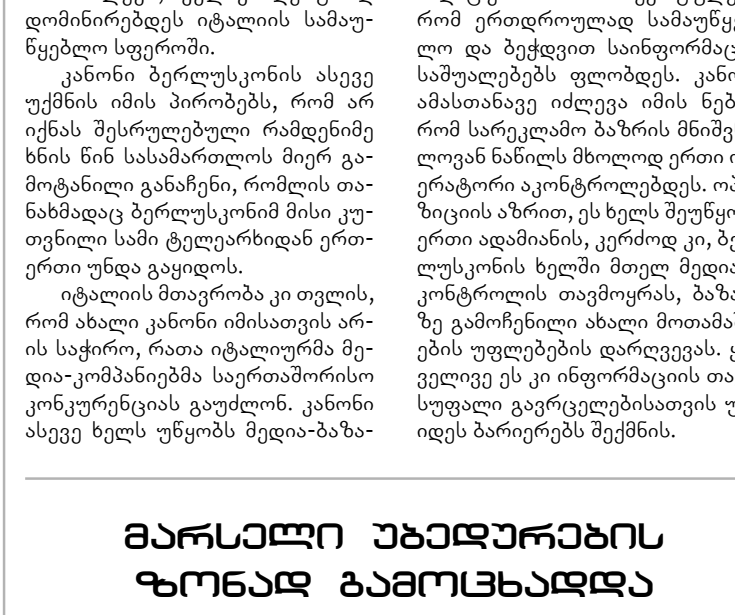 დომინირებდეს იტალიის სამაუ-
წყებლო სფეროში.
კანონი ბერლუსკონის ასევე
უქმნის იმის პირობებს, რომ არ
იქნას შესრულებული რამდენიმე
ხნის წინ სასამართლოს მიერ გა-
მოტანილი განაჩენი, რომლის თა-
ნახმადაც ბერლუსკონიმ მისი კუ-
თვნილი სამი ტელეარხიდან ერთ-
ერთი უნდა გაყიდოს.
იტალიის მთავრობა კი თვლის,
რომ ახალი კანონი იმისათვის არ-
ის საჭირო, რათა იტალიურმა მე-
დია-კომპანიებმა საერთაშორისო
კონკურენციას გაუძლონ. კანონი
ასევე ხელს უწყობს მედია-ბაზა-
რომ ერთდროულად სამაუწყე
ლო და ბეჭდვით საინფორმაც
საშუალებებს ფლობდეს. კანო
ამასთანავე იძლევა იმის ნებ
რომ სარეკლამო ბაზრის მნიშვ
ლოვან ნაწილს მხოლოდ ერთი ო
ერატორი აკონტროლებდეს. ოპ
ზიციის აზრით, ეს ხელს შეუწყო
ერთი ადამიანის, კერძოდ კი, ბე
ლუსკონის ხელში მთელ მედია
კონტროლის თავმოყრას, ბაზა
ზე გამოჩენილი ახალი მოთამაშ
ების უფლებების დარღვევას. ყ
ველივე ეს კი ინფორმაციის თა
სუფალი გავრცელებისათვის უ
იდეს ბარიერებს შექმნის.
მარსელი უბედურების
ზონად გამოცხადდა